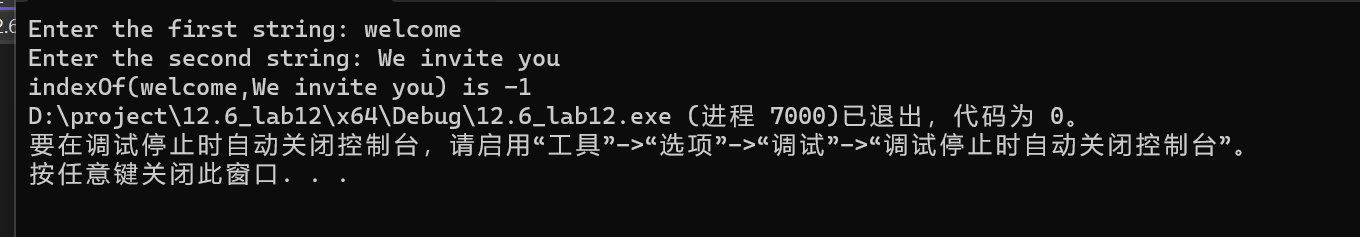 2.6
Enter the first string: welcome
Enter the second string: We invite you
indexOf(welcome,We invite you) is -1
D:\project\12.6_lab12\x64\Debug\12.6_lab12.exe (进程 7000)已退出，代码为 0。
要在调试停止时自动关闭控制台，请启用“工具”->“选项”->“调试”->“调试停止时自动关闭控制台”。
按任意键关闭此窗口. . .